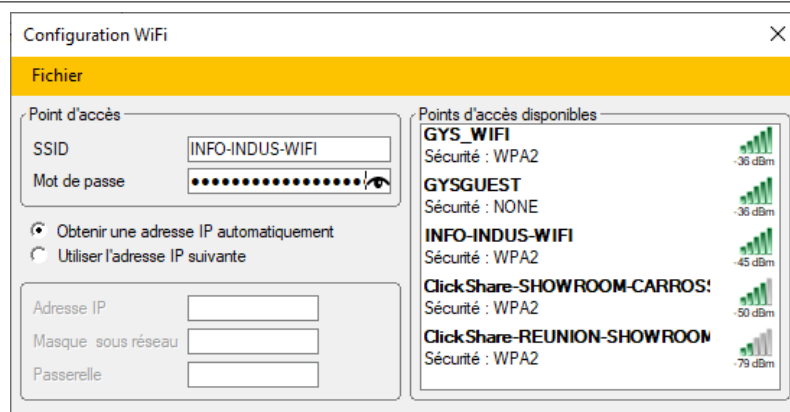 Configuration WiFi
Fichier
Point d'accès
SSID INFO-INDUS-WIFI
Mot de passe ●●●●●●●●●●●●●●●●●
Obtenir une adresse IP automatiquement
Utiliser l'adresse IP suivante
Adresse IP
Masque sous réseau
Passerelle
Points d'accès disponibles
GYS_WIFI
Sécurité : WPA2
-36 dBm
GYSGUEST
Sécurité : NONE
-36 dBm
INFO-INDUS-WIFI
Sécurité : WPA2
-45 dBm
ClickShare-SHOWROOM-CARROSS
Sécurité : WPA2
-50 dBm
ClickShare-REUNION-SHOWROOM
Sécurité : WPA2
-79 dBm